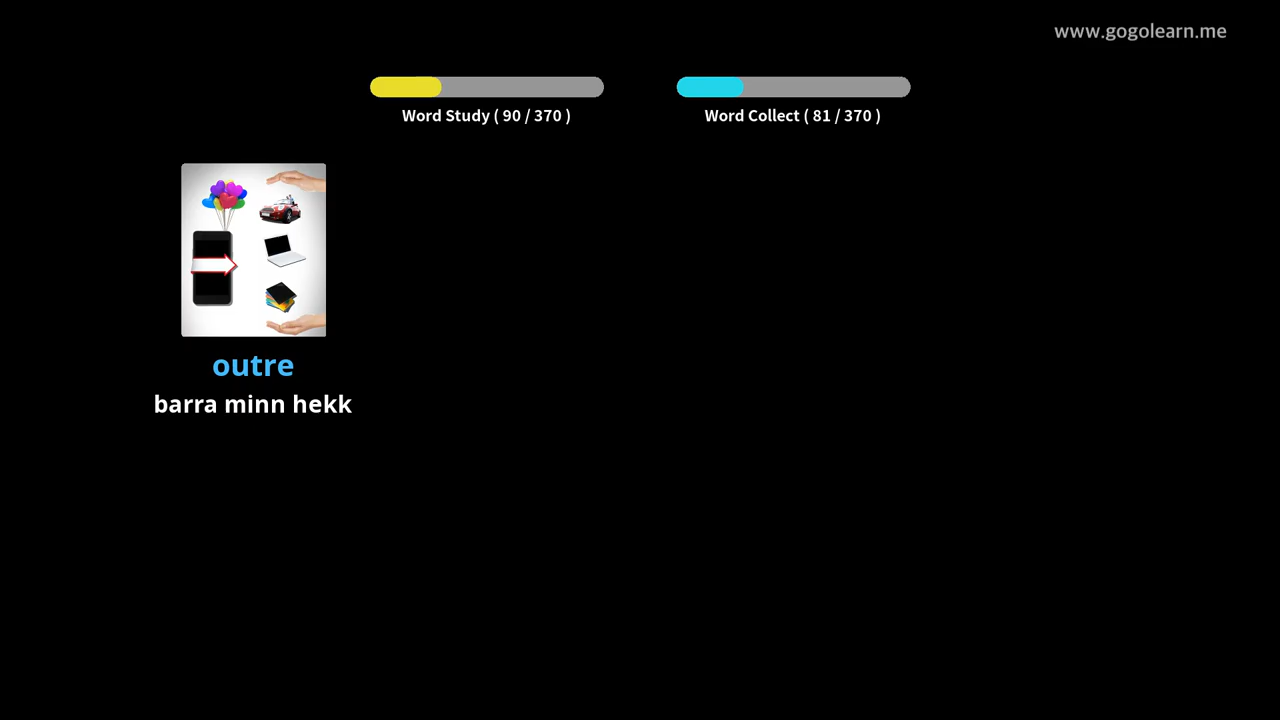 www.gogolearn.me
Word Study ( 90 / 370 )
Word Collect ( 81 / 370 )
outre
barra minn hekk